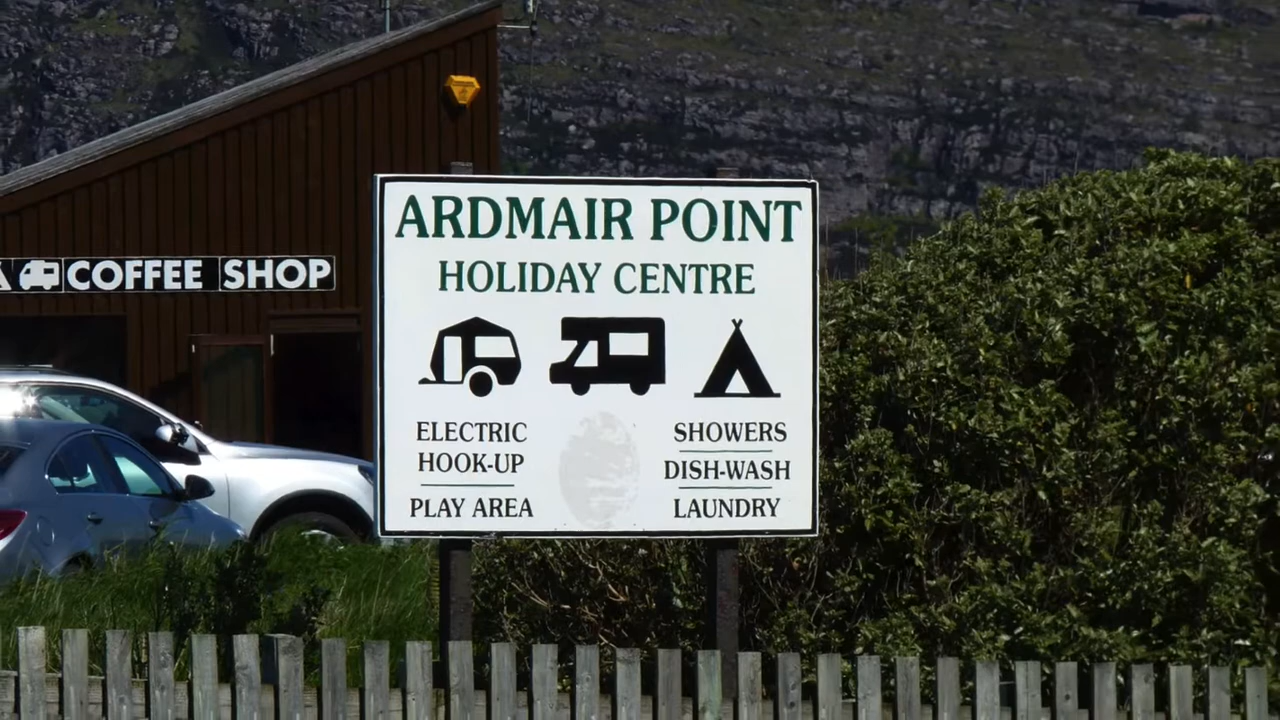 ARDMAIR POINT
HOLIDAY CENTRE
COFFEE SHOP
ELECTRIC
HOOK-UP
PLAY AREA
SHOWERS
DISH-WASH
LAUNDRY